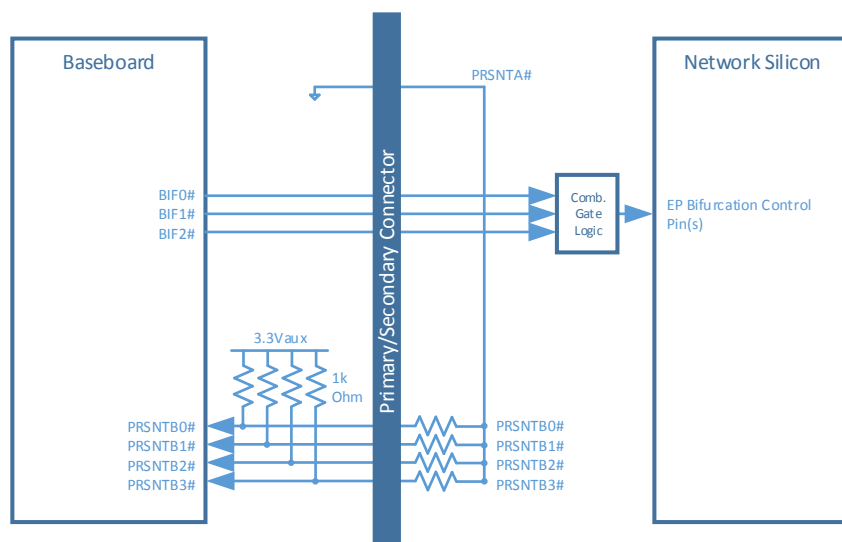 Baseboard
Network Silicon
PRSNTA#
Primary/Secondary Connector
BIF0#
BIF1#
BIF2#
Comb.
Gate
Logic
EP Bifurcation Control
Pin(s)
3.3Vaux
1k
Ohm
PRSNTB0#
PRSNTB1#
PRSNTB2#
PRSNTB3#
PRSNTB0#
PRSNTB1#
PRSNTB2#
PRSNTB3#